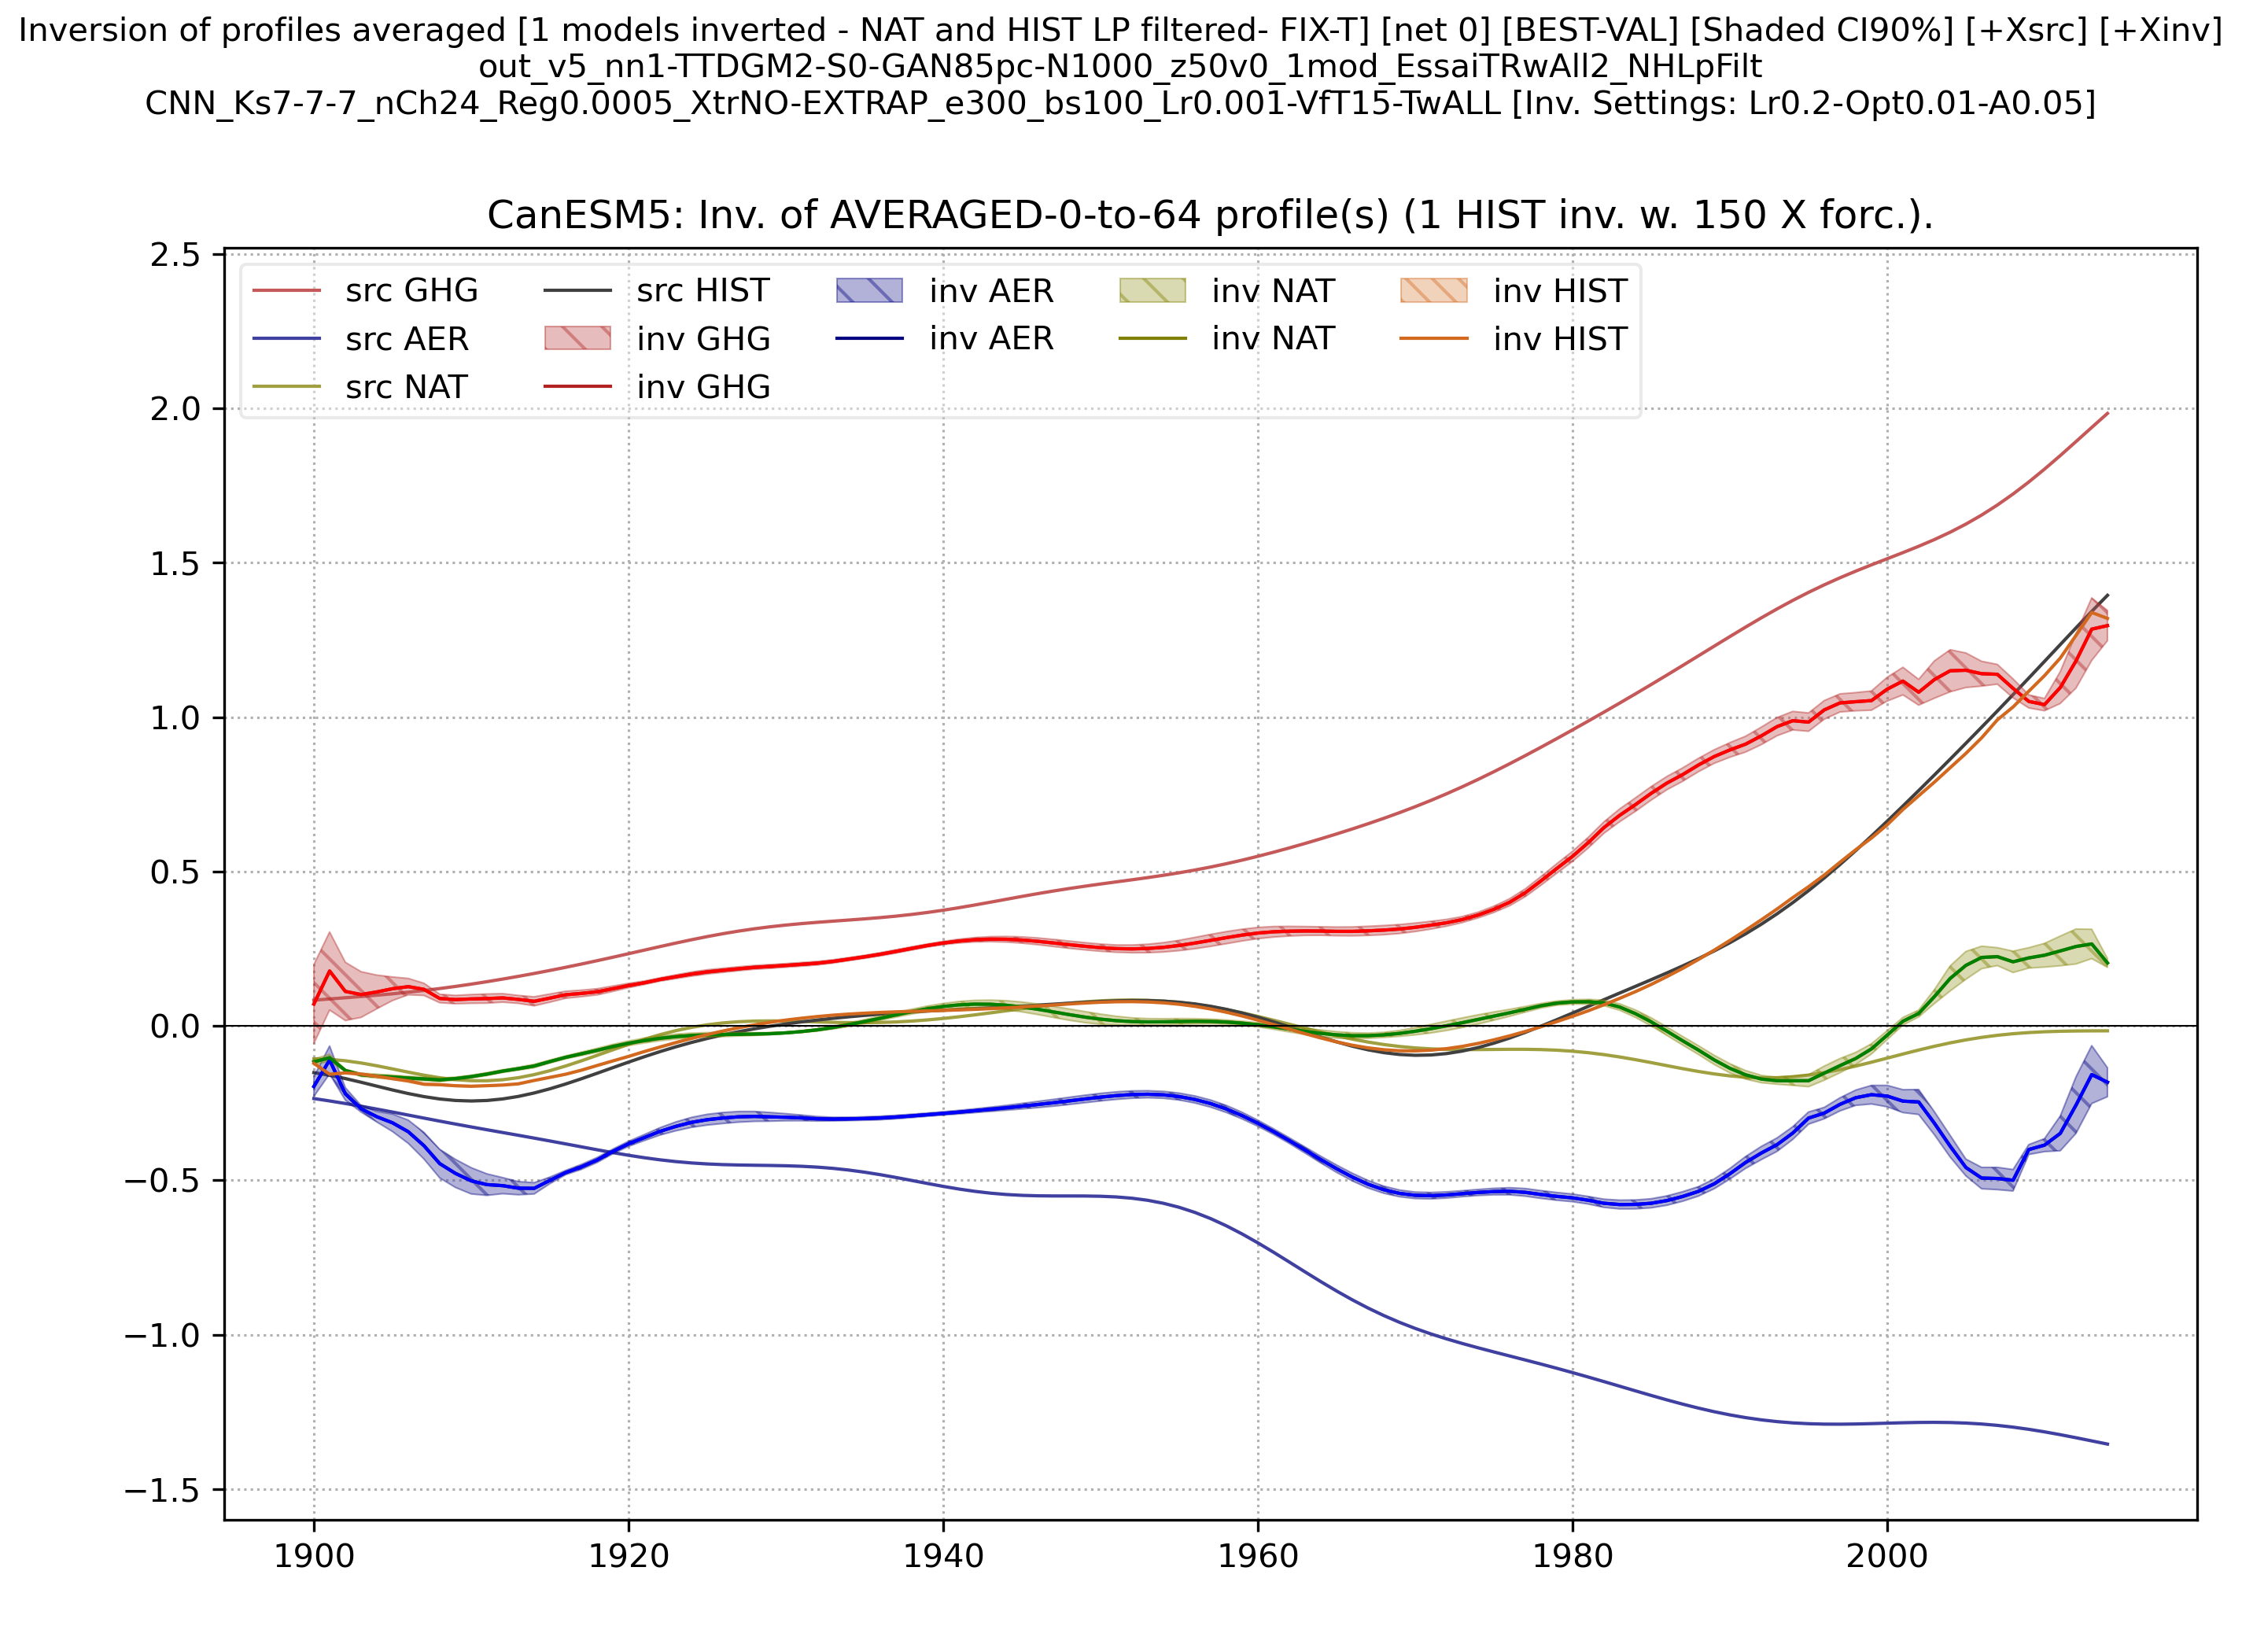 Inversion of profiles averaged [1 models inverted - NAT and HIST LP filtered- FIX-T] [net 0] [BEST-VAL] [Shaded CI90%] [+Xsrc] [+Xinv]
out_v5_nn1-TTDGM2-S0-GAN85pc-N1000_z50v0_1mod_EssaiTRwAll2_NHLpFilt
CNN_Ks7-7-7_nCh24_Reg0.0005_XtrNO-EXTRAP_e300_bs100_Lr0.001-VfT15-TwALL [Inv. Settings: Lr0.2-Opt0.01-A0.05]
CanESM5: Inv. of AVERAGED-0-to-64 profile(s) (1 HIST inv. w. 150 X forc.).
src GHG src HIST inv AER inv NAT inv HIST
src AER inv GHG inv AER inv NAT inv HIST
src NAT inv GHG
2.5
2.0
1.5
1.0
0.5
0.0
−0.5
−1.0
−1.5
1900 1920 1940 1960 1980 2000